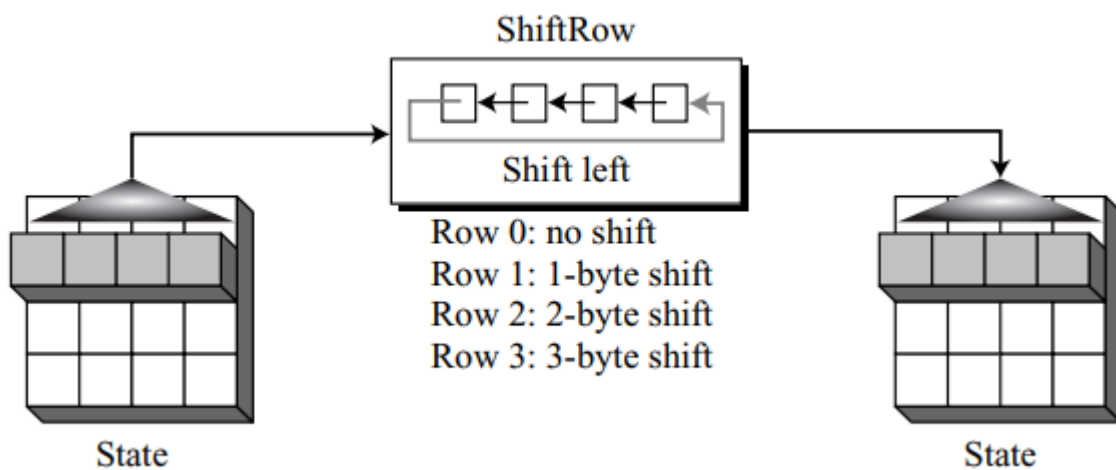 ShiftRow
Shift left
Row 0: no shift
Row 1: 1-byte shift
Row 2: 2-byte shift
Row 3: 3-byte shift
State
State